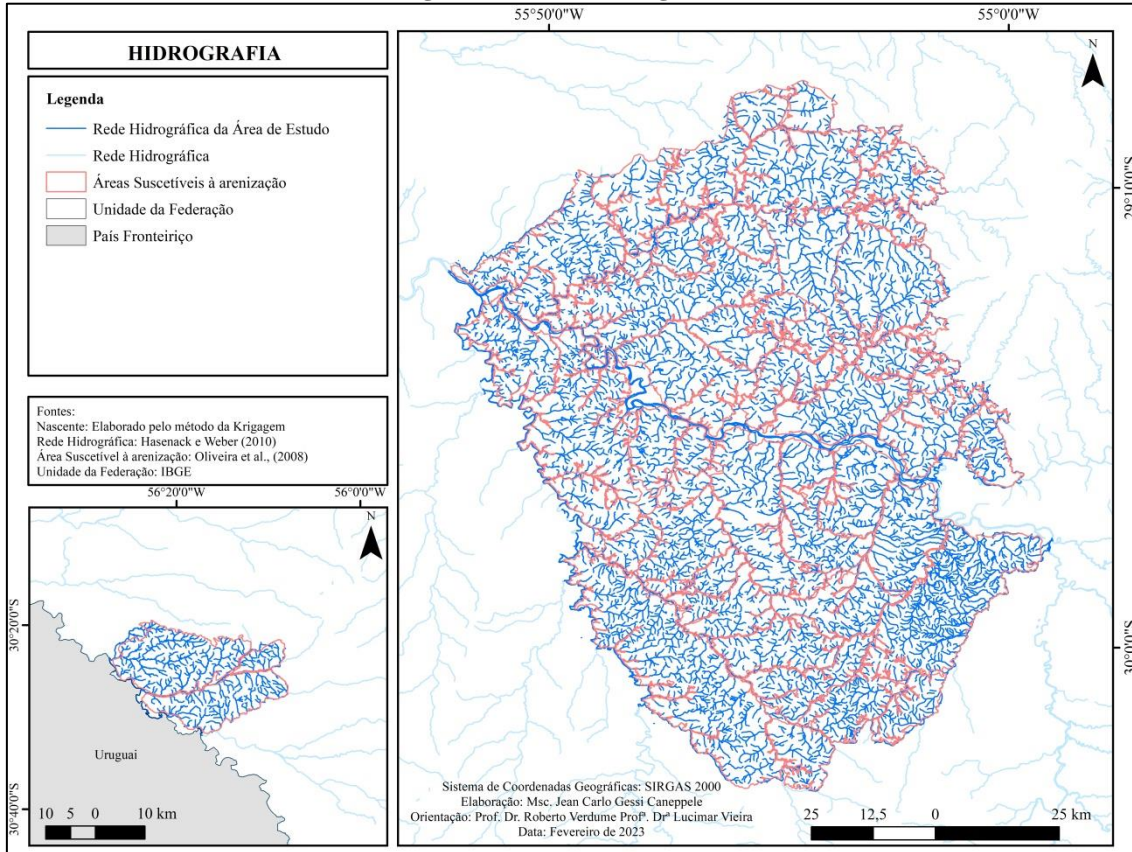 HIDROGRAFIA
Legenda
Rede Hidrográfica da Área de Estudo
Rede Hidrográfica
Áreas Suscetíveis à arenização
Unidade da Federação
País Fronteiriço
Fontes:
Nascente: Elaborado pelo método da Krigagem
Rede Hidrográfica: Hasenack e Weber (2010)
Área Suscetível à arenização: Oliveira et al., (2008)
Unidade da Federação: IBGE
56°20'0"W
56°0'0"W
N
30°20'0"S
30°40'0"S
Uruguai
10 5 0 10 km
55°50'0"W
55°0'0"W
N
Sistema de Coordenadas Geográficas: SIRGAS 2000
Elaboração: Msc. Jean Carlo Gessi Caneppele
Orientação: Prof. Dr. Roberto Verdume Profª. Drª Lucimar Vieira
Data: Fevereiro de 2023
25 12,5 0 25 km